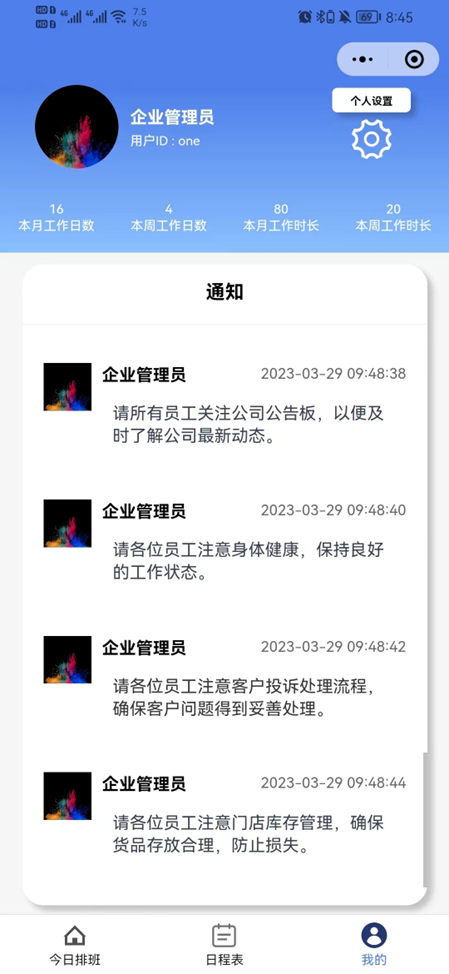 HD 1 4G 4G 7.5 69 8:45
HD 2 K/s
个人设置
企业管理员
用户ID : one
16 4 80 20
本月工作日数 本周工作日数 本月工作时长 本周工作时长
通知
企业管理员 2023-03-29 09:48:38
请所有员工关注公司公告板，以便及
时了解公司最新动态。
企业管理员 2023-03-29 09:48:40
请各位员工注意身体健康，保持良好
的工作状态。
企业管理员 2023-03-29 09:48:42
请各位员工注意客户投诉处理流程，
确保客户问题得到妥善处理。
企业管理员 2023-03-29 09:48:44
请各位员工注意门店库存管理，确保
货品存放合理，防止损失。
今日排班 日程表 我的